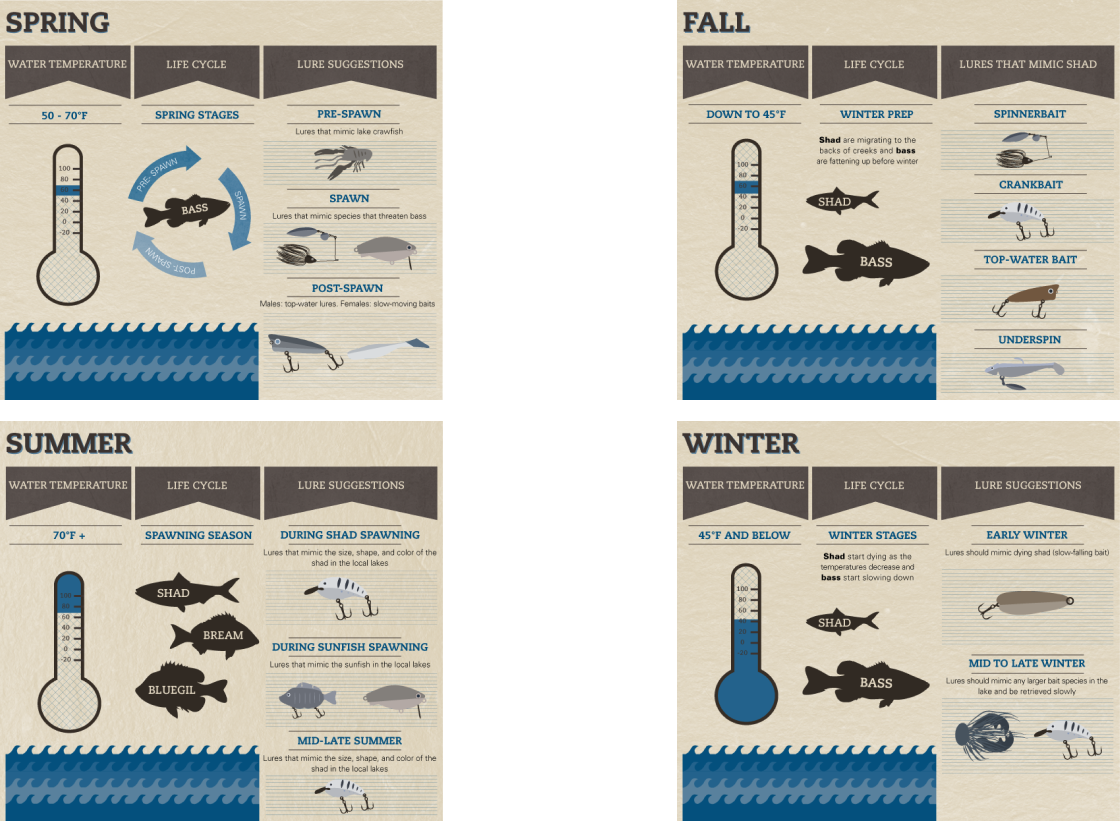 SPRING
WATER TEMPERATURE
LIFE CYCLE
LURE SUGGESTIONS
50 - 70°F
SPRING STAGES
PRE-SPAWN
Lures that mimic lake crawfish
100
80
60
40
20
0
-20
PRE-SPAWN
SPAWN
POST-SPAWN
BASS
SPAWN
Lures that mimic species that threaten bass
POST-SPAWN
Males: top-water lures. Females: slow-moving baits
FALL
WATER TEMPERATURE
LIFE CYCLE
LURES THAT MIMIC SHAD
DOWN TO 45°F
WINTER PREP
SPINNERBAIT
Shad are migrating to the
backs of creeks and bass
are fattening up before winter
100
80
60
40
20
0
-20
SHAD
BASS
CRANKBAIT
TOP-WATER BAIT
UNDERSPIN
SUMMER
WATER TEMPERATURE
LIFE CYCLE
LURE SUGGESTIONS
70°F +
SPAWNING SEASON
DURING SHAD SPAWNING
Lures that mimic the size, shape, and color of the
shad in the local lakes
100
80
60
40
20
0
-20
SHAD
BREAM
BLUEGIL
DURING SUNFISH SPAWNING
Lures that mimic the sunfish in the local lakes
MID-LATE SUMMER
Lures that mimic the size, shape, and color of the
shad in the local lakes
WINTER
WATER TEMPERATURE
LIFE CYCLE
LURE SUGGESTIONS
45°F AND BELOW
WINTER STAGES
EARLY WINTER
Shad start dying as the
temperatures decrease and
bass start slowing down
Lures should mimic dying shad (slow-falling bait)
100
80
60
40
20
0
-20
SHAD
BASS
MID TO LATE WINTER
Lures should mimic any larger bait species in the
lake and be retrieved slowly